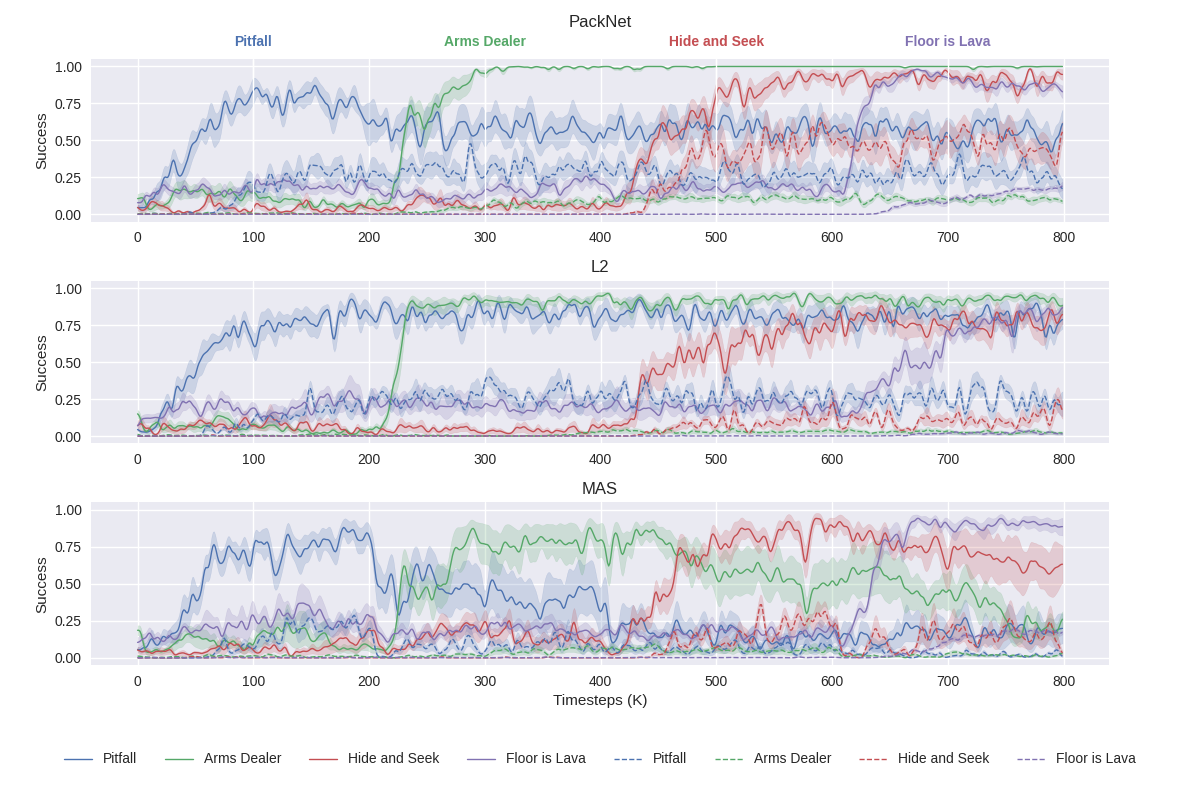 PackNet
Pitfall Arms Dealer Hide and Seek Floor is Lava
1.00
0.75
0.50
0.25
0.00
Success
0 100 200 300 400 500 600 700 800
L2
1.00
0.75
0.50
0.25
0.00
Success
0 100 200 300 400 500 600 700 800
MAS
1.00
0.75
0.50
0.25
0.00
Success
0 100 200 300 400 500 600 700 800
Timesteps (K)
Pitfall Arms Dealer Hide and Seek Floor is Lava Pitfall Arms Dealer Hide and Seek Floor is Lava